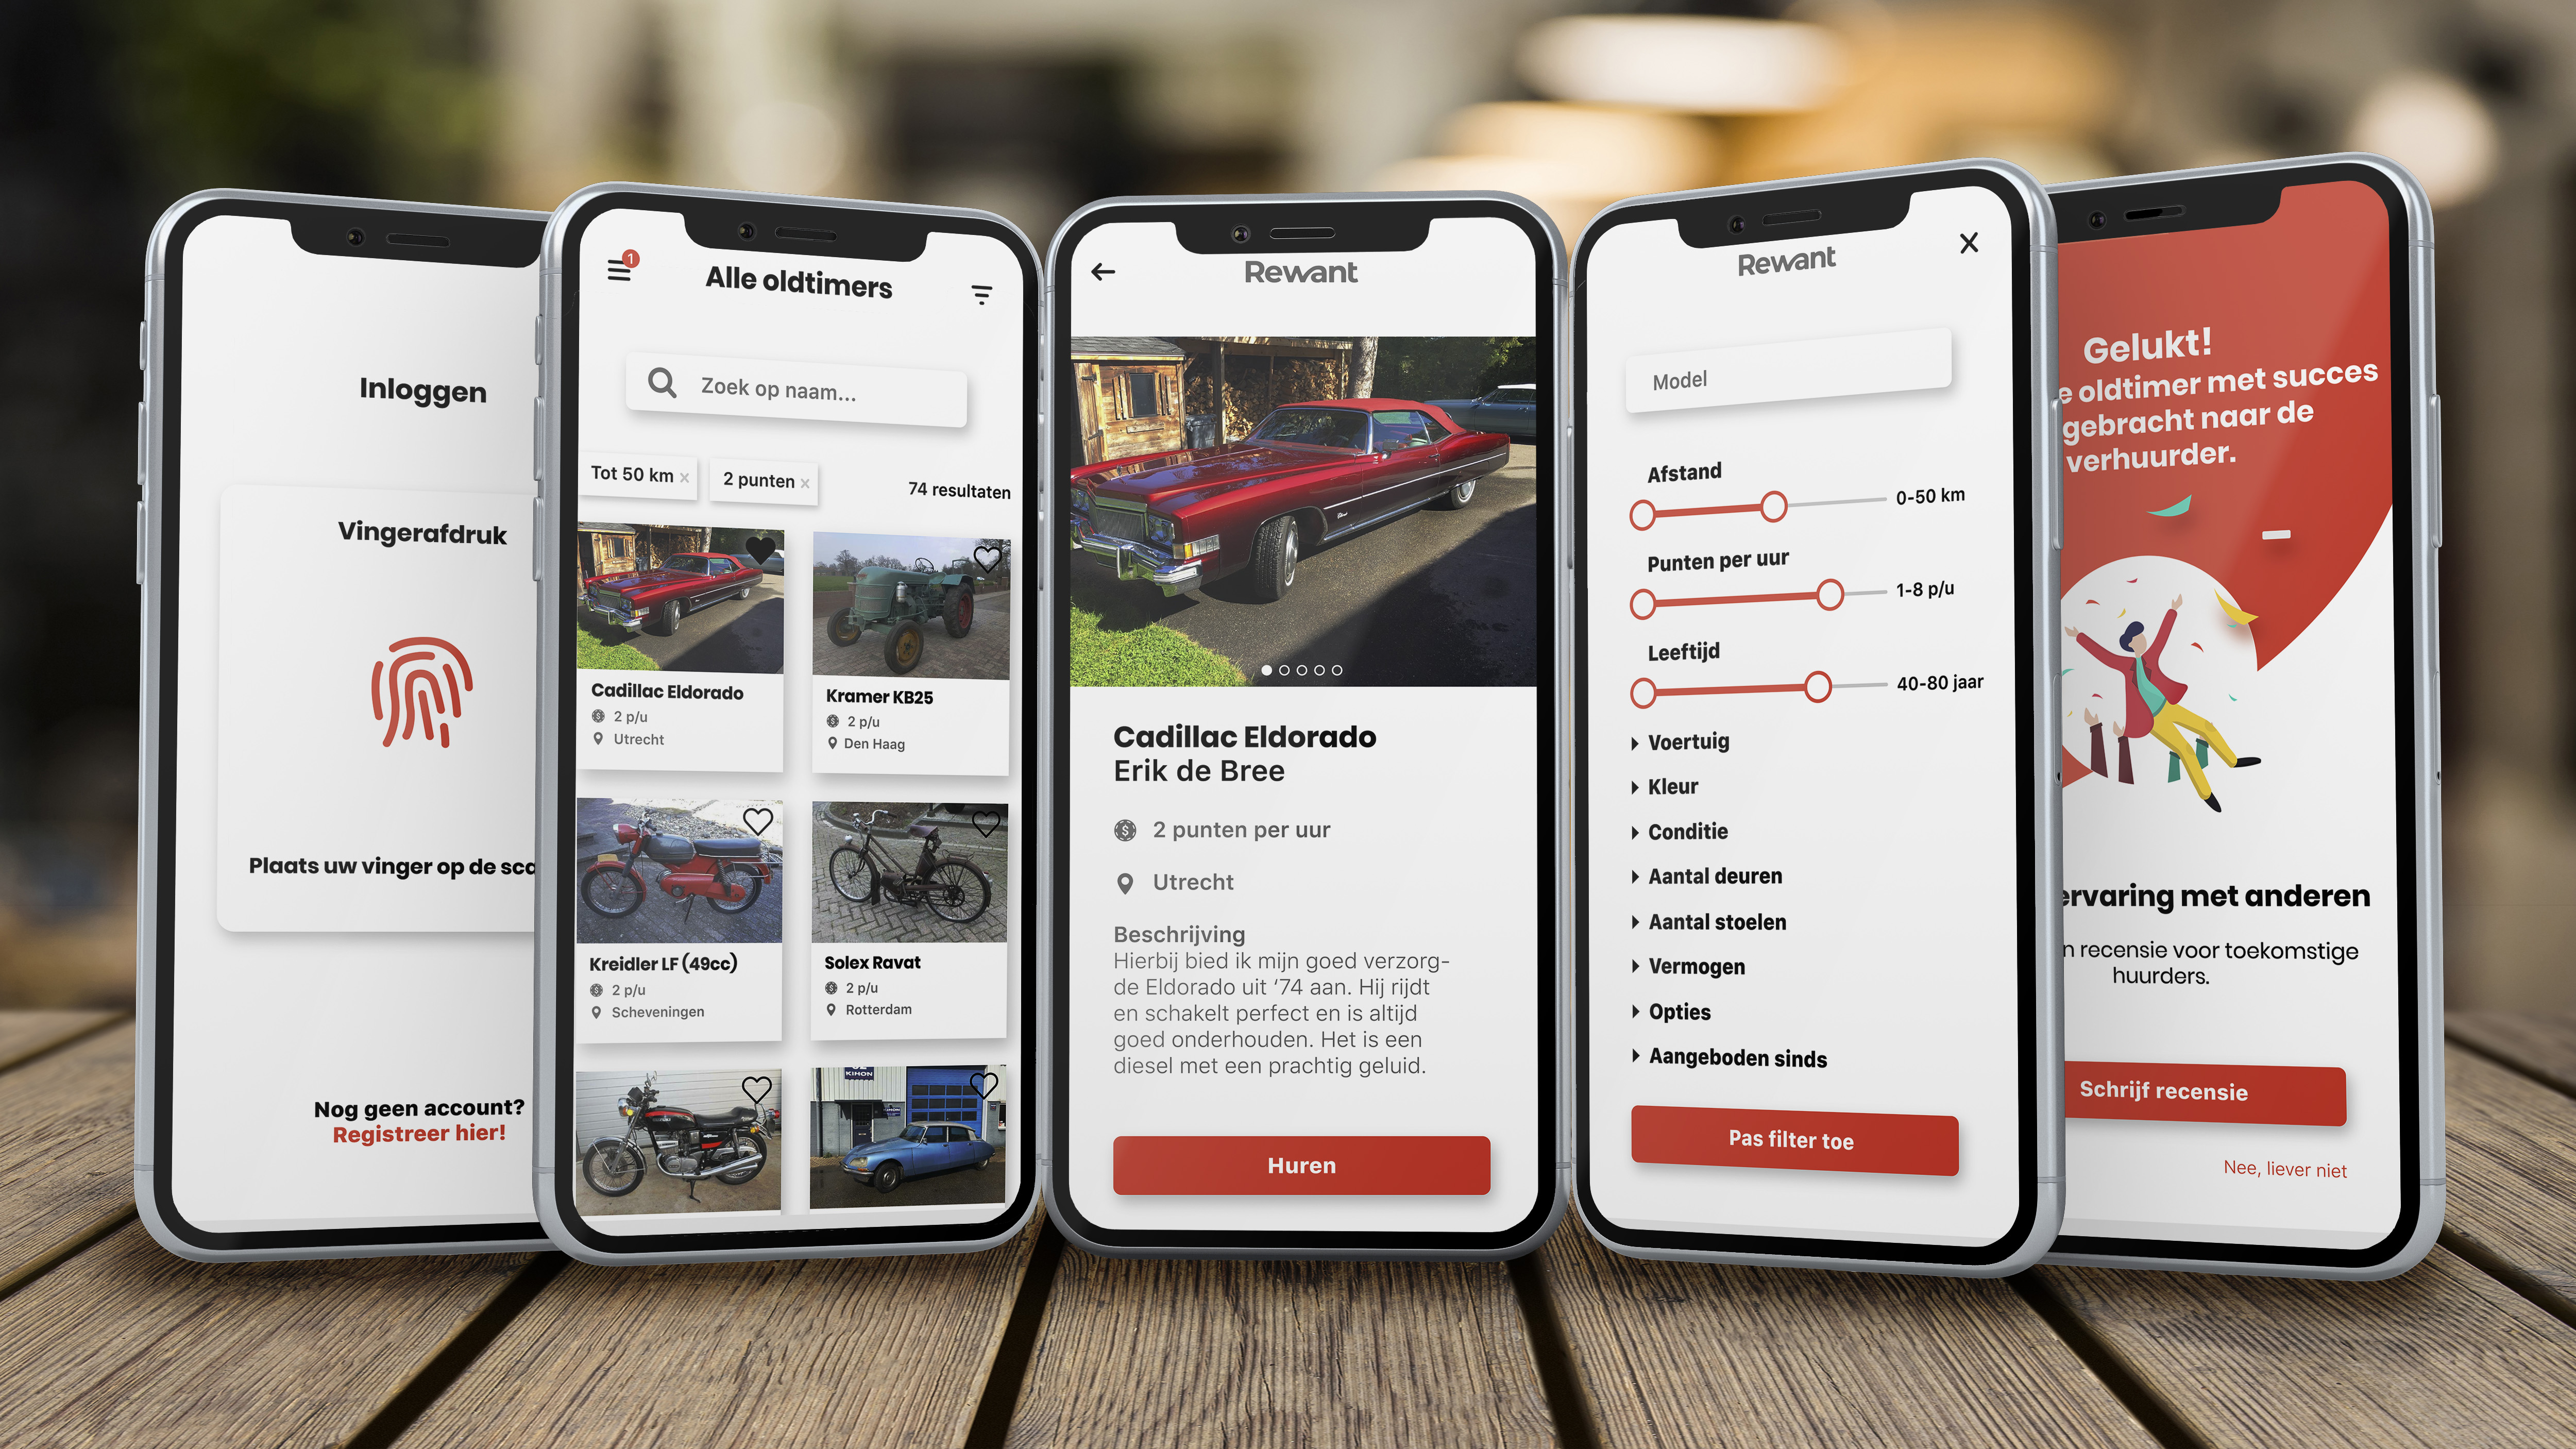 Inloggen
Vingerafdruk
Plaats uw vinger op de
Nog geen account?
Registreer hier!
1
Alle oldtimers
Zoek op naam...
Tot 50 km ×
2 punten ×
74 resultaten
Cadillac Eldorado
2 p/u
Utrecht
Kramer KB25
2 p/u
Den Haag
Kreidler LF (49cc)
2 p/u
Scheveningen
Solex Ravat
2 p/u
Rotterdam
KIHON
Rewant
Cadillac Eldorado
Erik de Bree
2 punten per uur
Utrecht
Beschrijving
Hierbij bied ik mijn goed verzorg-
de Eldorado uit ‘74 aan. Hij rijdt
en schakelt perfect en is altijd
goed onderhouden. Het is een
diesel met een prachtig geluid.
Huren
Rewant
Model
Afstand
0-50 km
Punten per uur
1-8 p/u
Leeftijd
40-80 jaar
Voertuig
Kleur
Conditie
Aantal deuren
Aantal stoelen
Vermogen
Opties
Aangeboden sinds
Pas filter toe
Gelukt!
oldtimer met succes
gebracht naar de
verhuurder.
ervaring met anderen
recensie voor toekomstige
huurders.
Schrijf recensie
Nee, liever niet